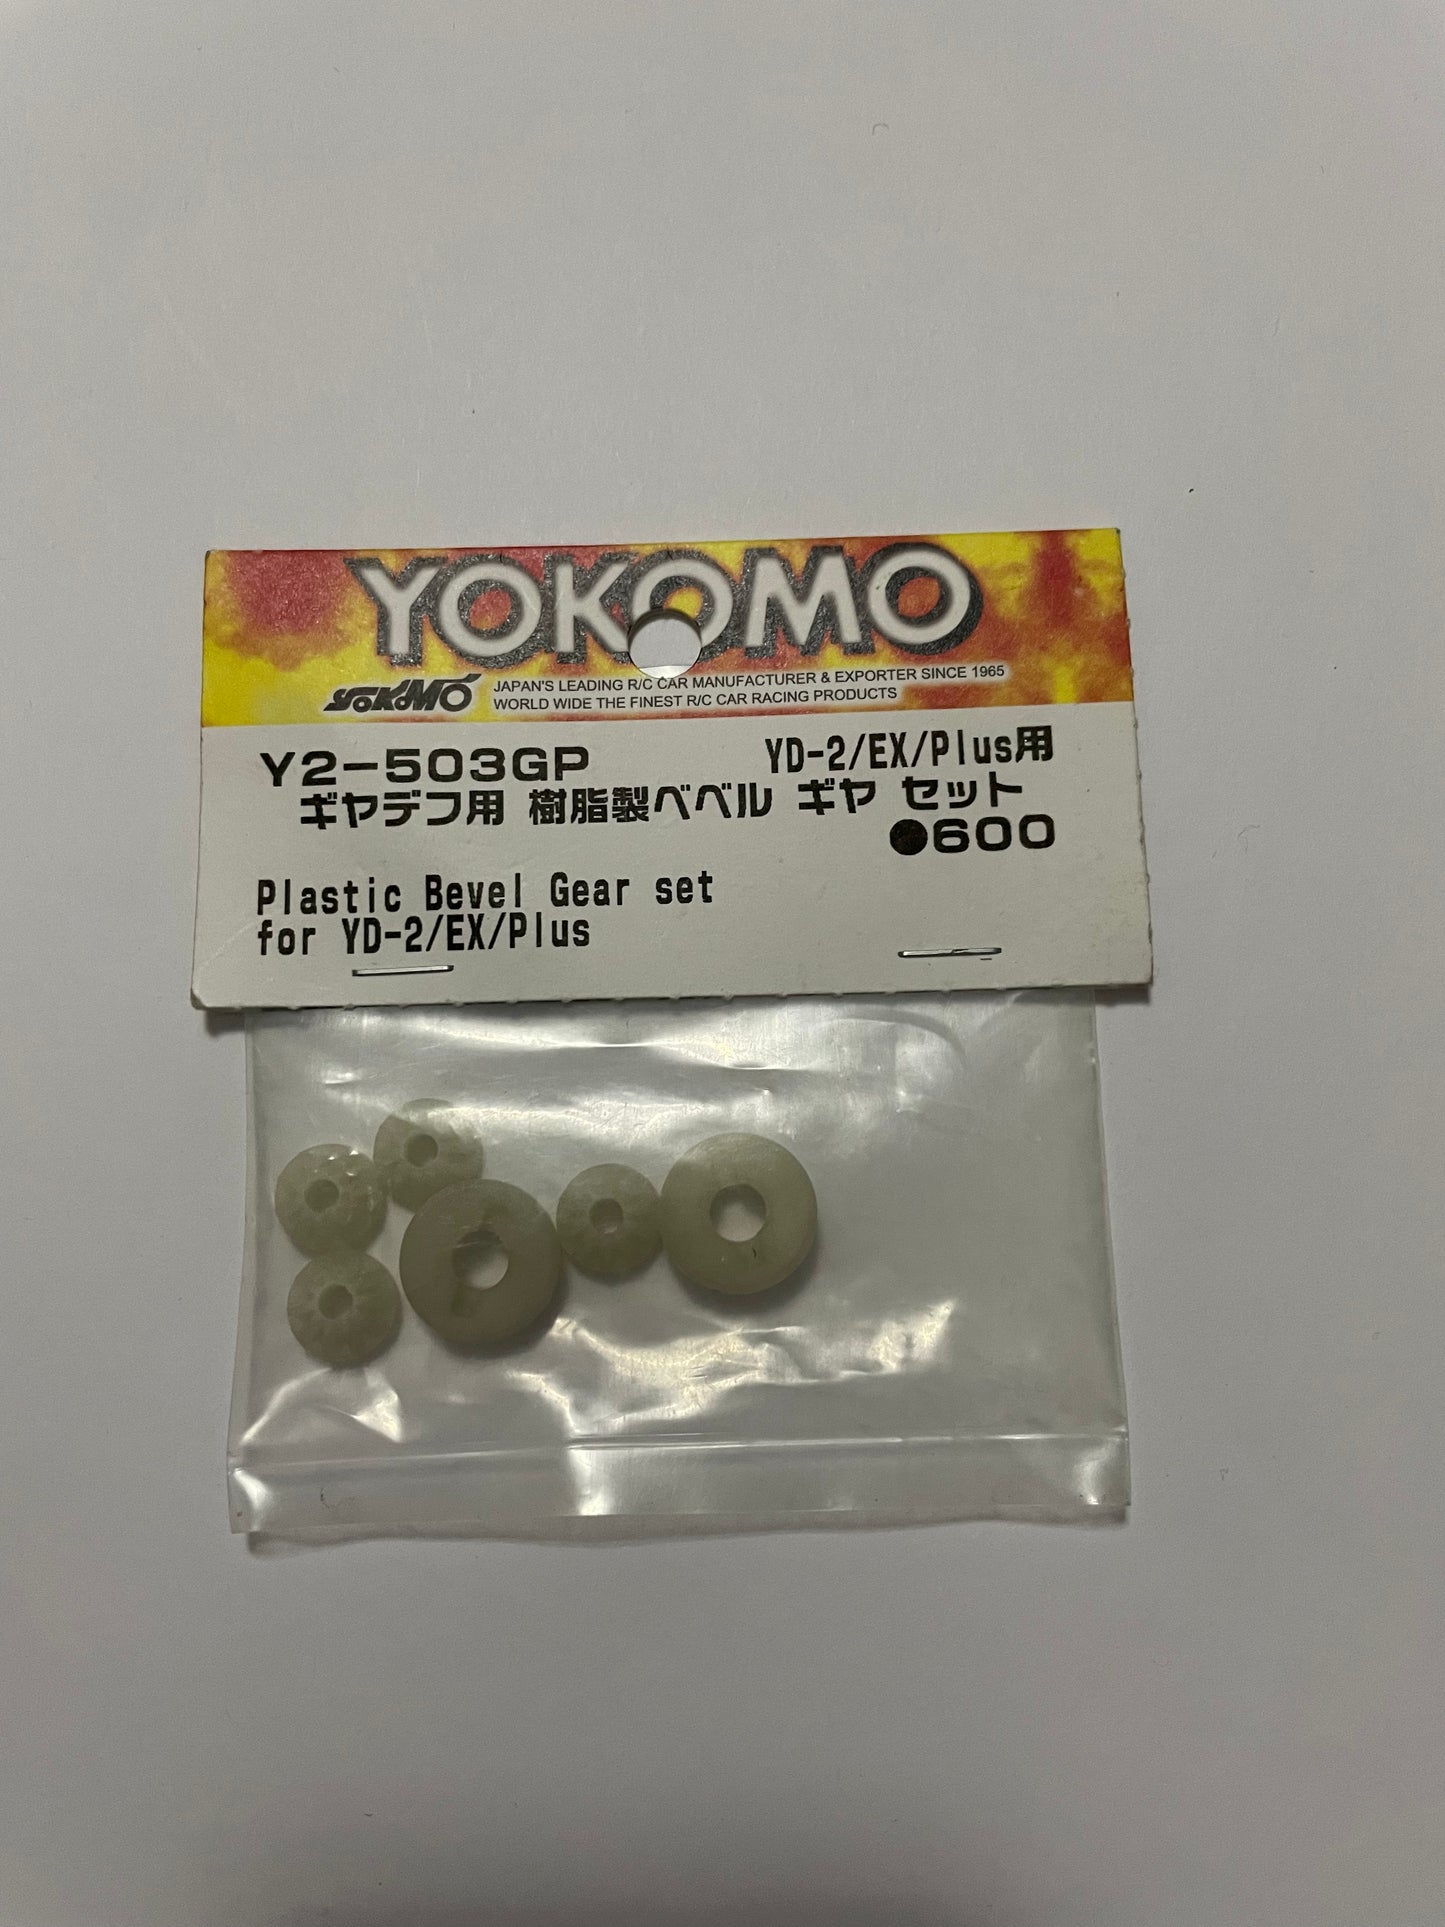 YOKOMO
YOKOMO JAPAN'S LEADING R/C CAR MANUFACTURER & EXPORTER SINCE 1965
WORLD WIDE THE FINEST R/C CAR RACING PRODUCTS
Y2-503GP YD-2/EX/Plus用
ギヤデフ用 樹脂製ベベル ギヤ セット
●600
Plastic Bevel Gear set
for YD-2/EX/Plus